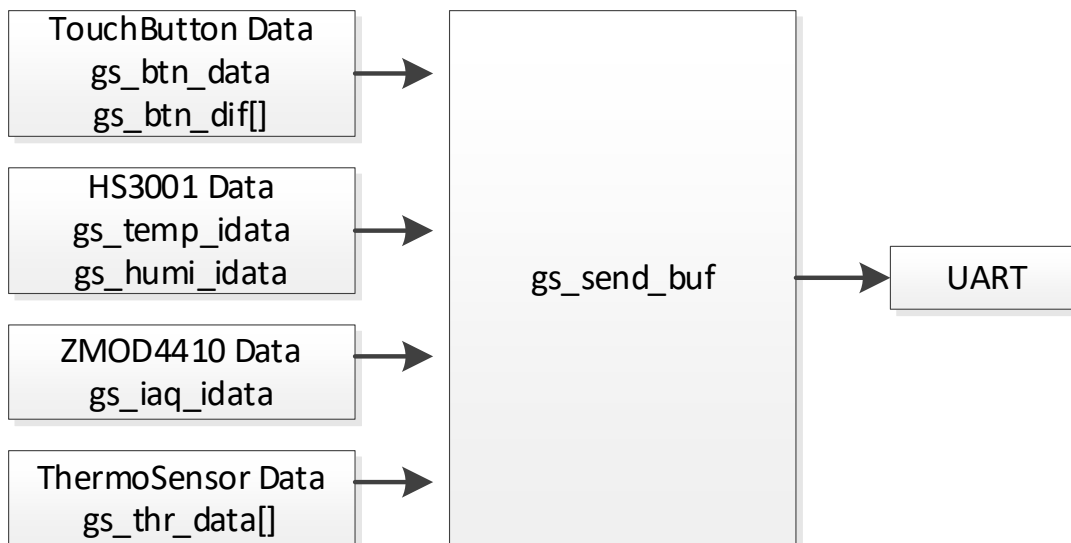 TouchButton Data
gs_btn_data
gs_btn_dif[]
HS3001 Data
gs_temp_idata
gs_humi_idata
ZMOD4410 Data
gs_iaq_idata
ThermoSensor Data
gs_thr_data[]
gs_send_buf
UART